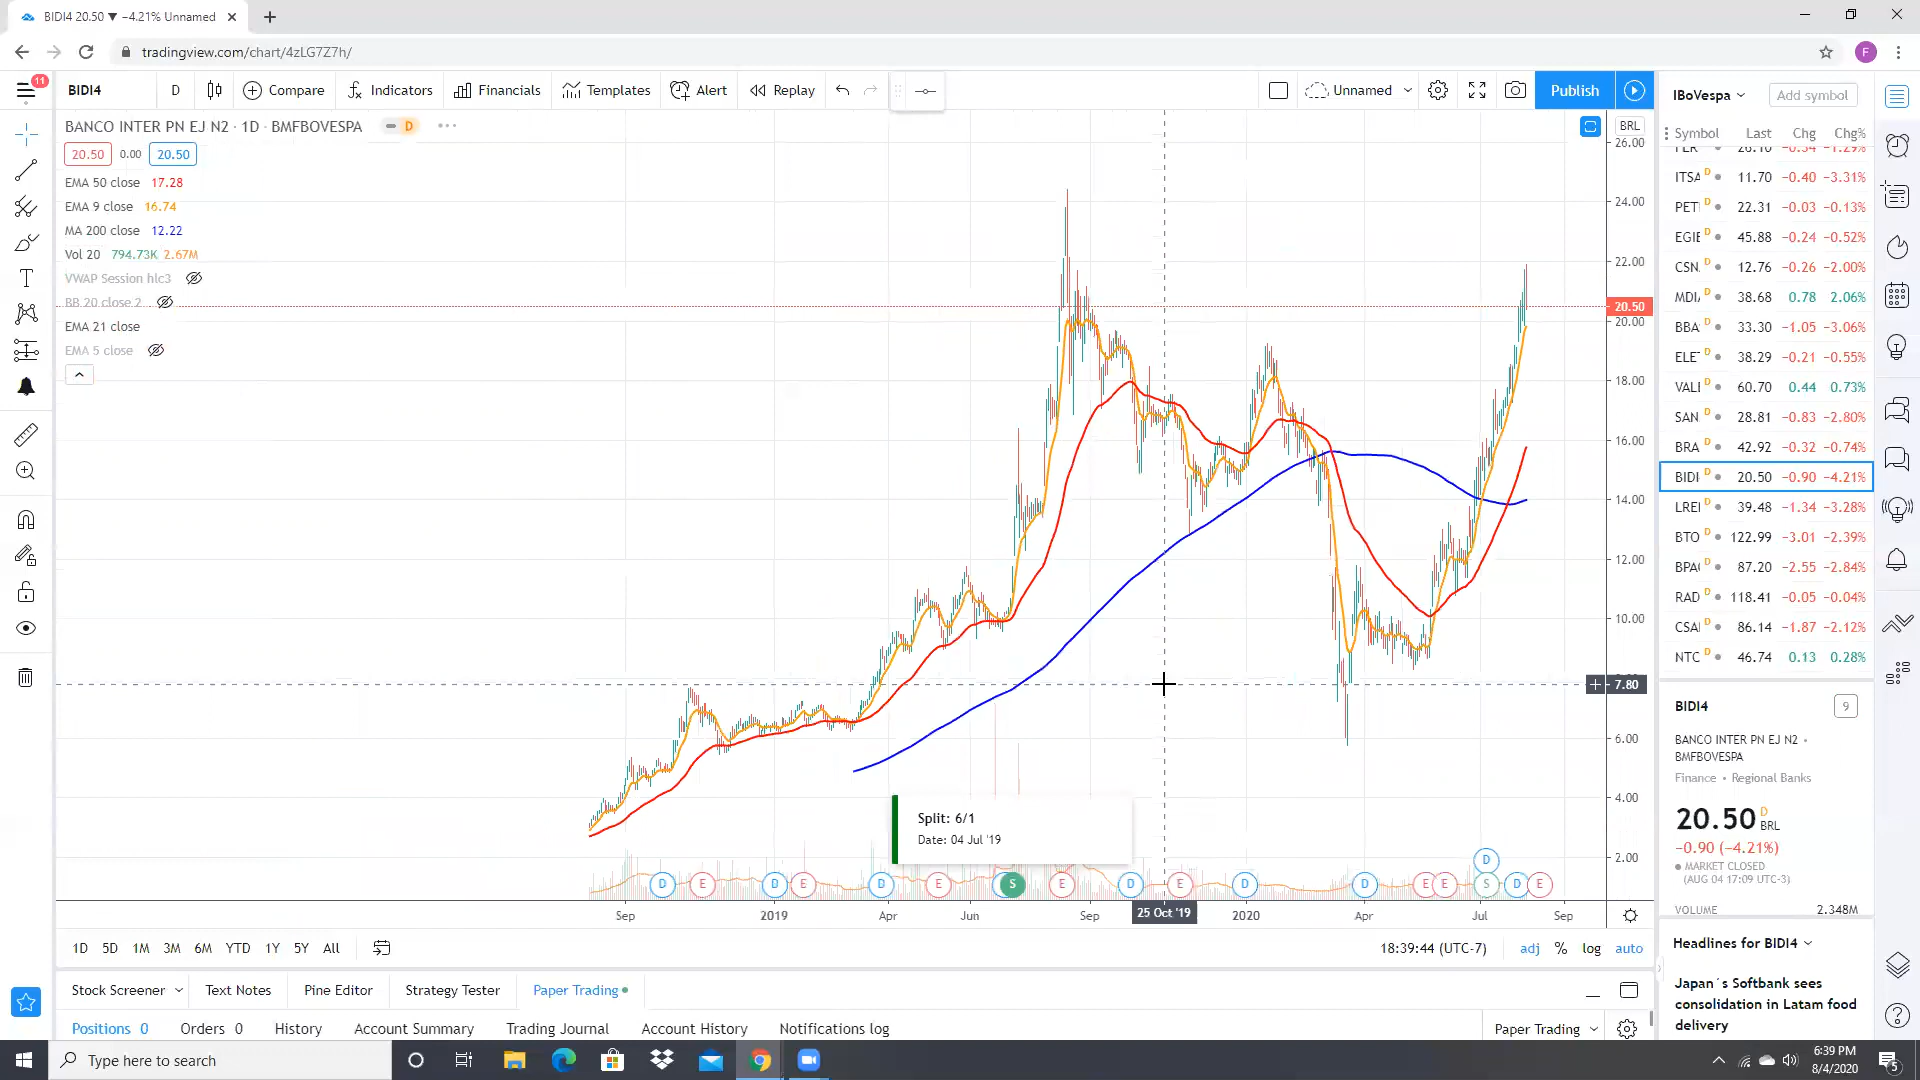 BIDI4 20.50 ▼ −4.21% Unnamed
tradingview.com/chart/4zLG7Z7h/
F
11
BIDI4 D Compare Indicators Financials Templates Alert Replay
Unnamed Publish
IBoVespa Add symbol
BANCO INTER PN EJ N2 · 1D · BMFBOVESPA D
20.50 0.00 20.50
EMA 50 close 17.28
EMA 9 close 16.74
MA 200 close 12.22
Vol 20 794.73K 2.67M
VWAP Session hlc3
BB 20 close 2
EMA 21 close
EMA 5 close
BRL
26.00
24.00
22.00
20.50
20.00
18.00
16.00
14.00
12.00
10.00
7.80
6.00
4.00
2.00
Split: 6/1
Date: 04 Jul '19
D
D E D E D E S E D E D D E E S D E
Sep 2019 Apr Jun Sep 25 Oct '19 2020 Apr Jul Sep
1D 5D 1M 3M 6M YTD 1Y 5Y All
18:39:44 (UTC-7) adj % log auto
Stock Screener Text Notes Pine Editor Strategy Tester Paper Trading
Positions 0 Orders 0 History Account Summary Trading Journal Account History Notifications log
Paper Trading
Symbol Last Chg Chg%
26.10 −0.34 −1.29%
ITSA D 11.70 −0.40 −3.31%
PET D 22.31 −0.03 −0.13%
EGIE D 45.88 −0.24 −0.52%
CSN D 12.76 −0.26 −2.00%
MDI D 38.68 0.78 2.06%
BBA D 33.30 −1.05 −3.06%
ELE D 38.29 −0.21 −0.55%
VALE D 60.70 0.44 0.73%
SAN D 28.81 −0.83 −2.80%
BRA D 42.92 −0.32 −0.74%
BIDI D 20.50 −0.90 −4.21%
LRE D 39.48 −1.34 −3.28%
BTO D 122.99 −3.01 −2.39%
BPA D 87.20 −2.55 −2.84%
RAD D 118.41 −0.05 −0.04%
CSA D 86.14 −1.87 −2.12%
NTC D 46.74 0.13 0.28%
BIDI4 9
BANCO INTER PN EJ N2 •
BMFBOVESPA
Finance • Regional Banks
20.50 D BRL
−0.90 (−4.21%)
MARKET CLOSED
(AUG 04 17:09 UTC-3)
VOLUME 2.348M
Headlines for BIDI4
Japan´s Softbank sees
consolidation in Latam food
delivery
Type here to search
6:39 PM
8/4/2020
5